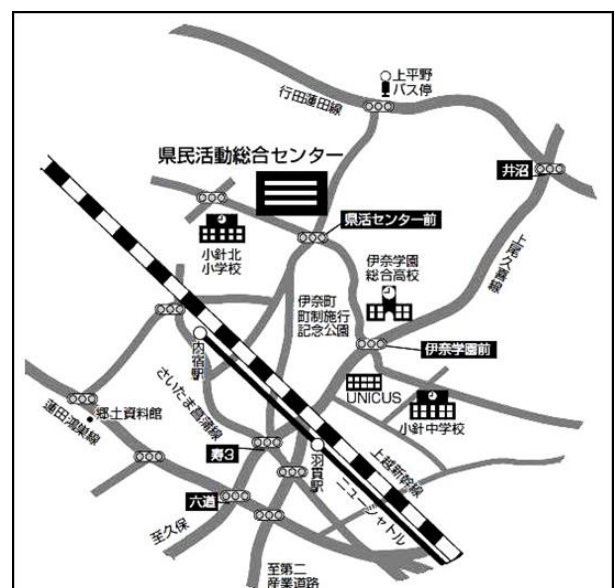 上平野
バス停
行田蓮田線
県民活動総合センター
井沼
県活センター前
小針北
小学校
伊奈学園
総合高校
上尾久喜線
伊奈町
町制施行
記念公園
伊奈学園前
内宿駅
UNICUS
さいたま菖蒲線
小針中学校
郷土資料館
蓮田鴻巣線
寿3
羽貫駅
上越新幹線
ニューシャトル
六道
至久保
至第二
産業道路